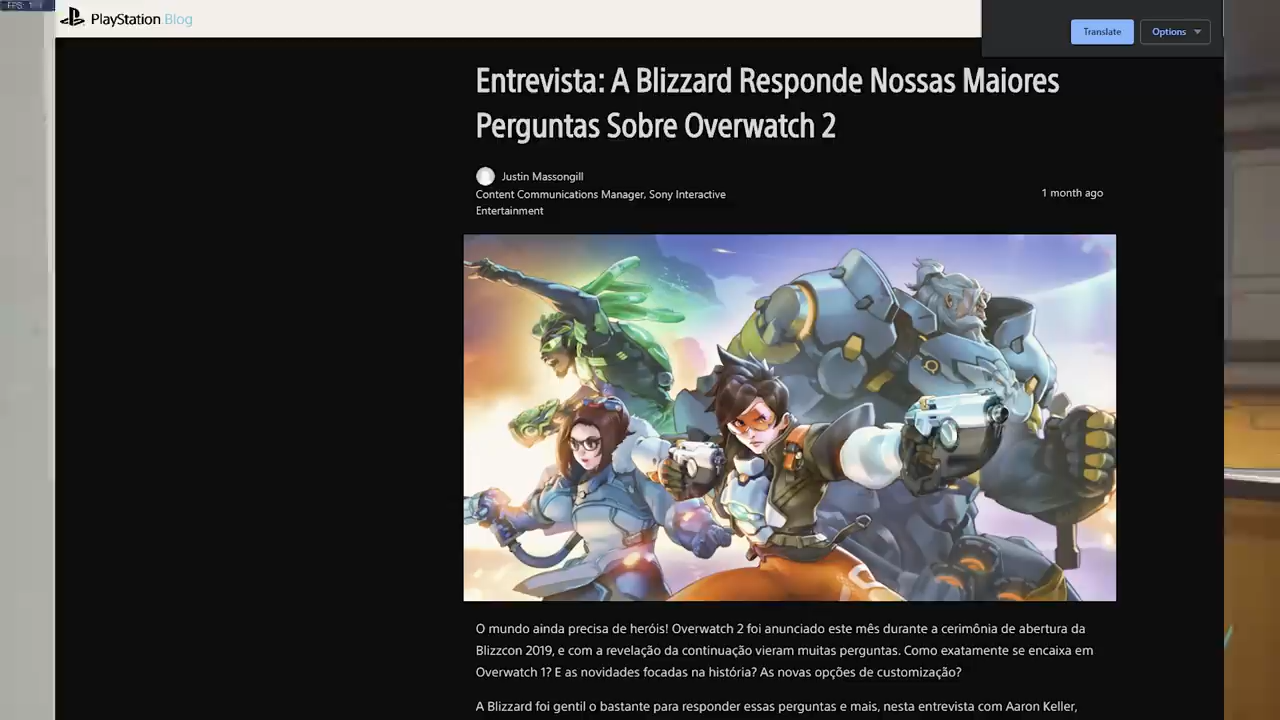 FPS:
PlayStation Blog
Translate
Options
Entrevista: A Blizzard Responde Nossas Maiores
Perguntas Sobre Overwatch 2
Justin Massongill
Content Communications Manager, Sony Interactive
Entertainment
1 month ago
O mundo ainda precisa de heróis! Overwatch 2 foi anunciado este mês durante a cerimônia de abertura da
Blizzcon 2019, e com a revelação da continuação vieram muitas perguntas. Como exatamente se encaixa em
Overwatch 1? E as novidades focadas na história? As novas opções de customização?
A Blizzard foi gentil o bastante para responder essas perguntas e mais, nesta entrevista com Aaron Keller,